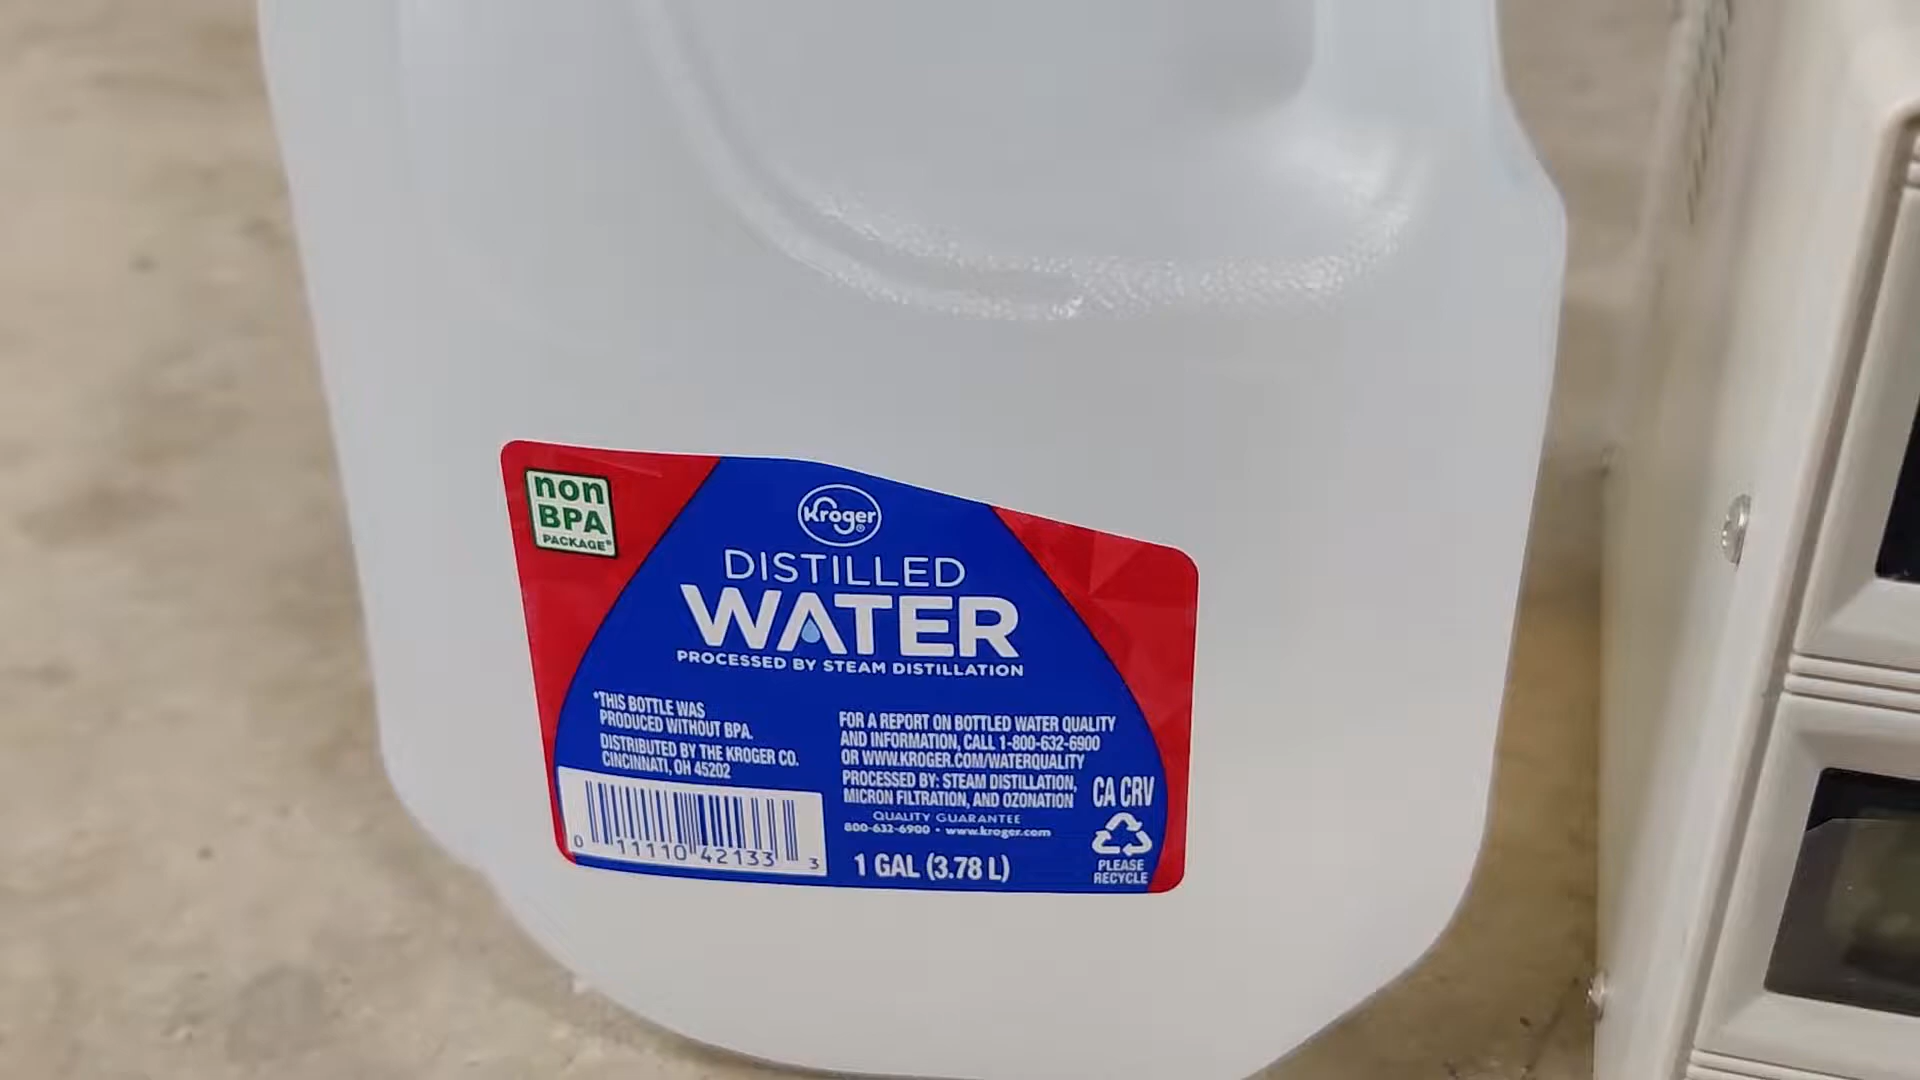 non
BPA
PACKAGE*
Kroger®
DISTILLED
WATER
PROCESSED BY STEAM DISTILLATION
*THIS BOTTLE WAS
PRODUCED WITHOUT BPA.
DISTRIBUTED BY THE KROGER CO.
CINCINNATI, OH 45202
0 11110 42133 3
FOR A REPORT ON BOTTLED WATER QUALITY
AND INFORMATION, CALL 1-800-632-6900
OR WWW.KROGER.COM/WATERQUALITY
PROCESSED BY: STEAM DISTILLATION,
MICRON FILTRATION, AND OZONATION
QUALITY GUARANTEE
800-632-6900 • www.kroger.com
1 GAL (3.78 L)
CA CRV
PLEASE
RECYCLE